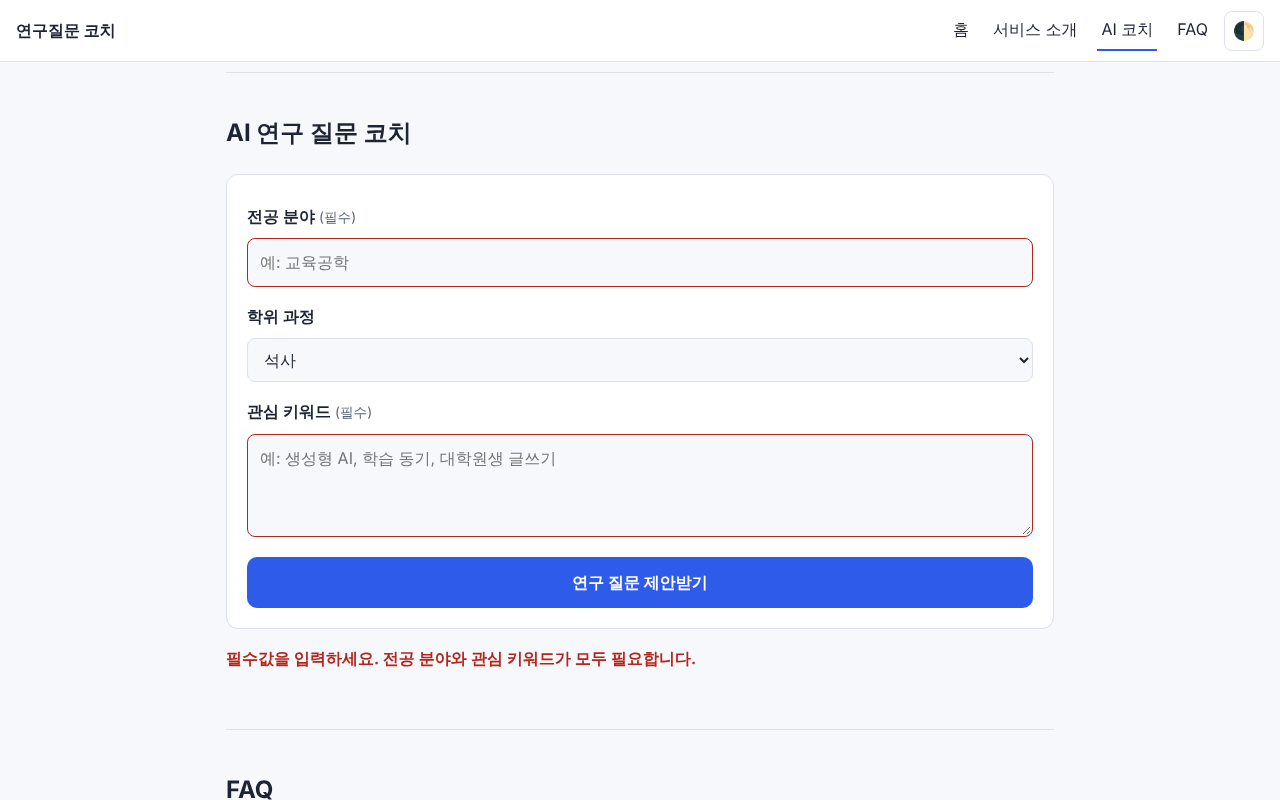 연구질문 코치
홈
서비스 소개
AI 코치
FAQ
AI 연구 질문 코치
전공 분야 (필수)
예: 교육공학
학위 과정
석사
관심 키워드 (필수)
예: 생성형 AI, 학습 동기, 대학원생 글쓰기
연구 질문 제안받기
필수값을 입력하세요. 전공 분야와 관심 키워드가 모두 필요합니다.
FAQ